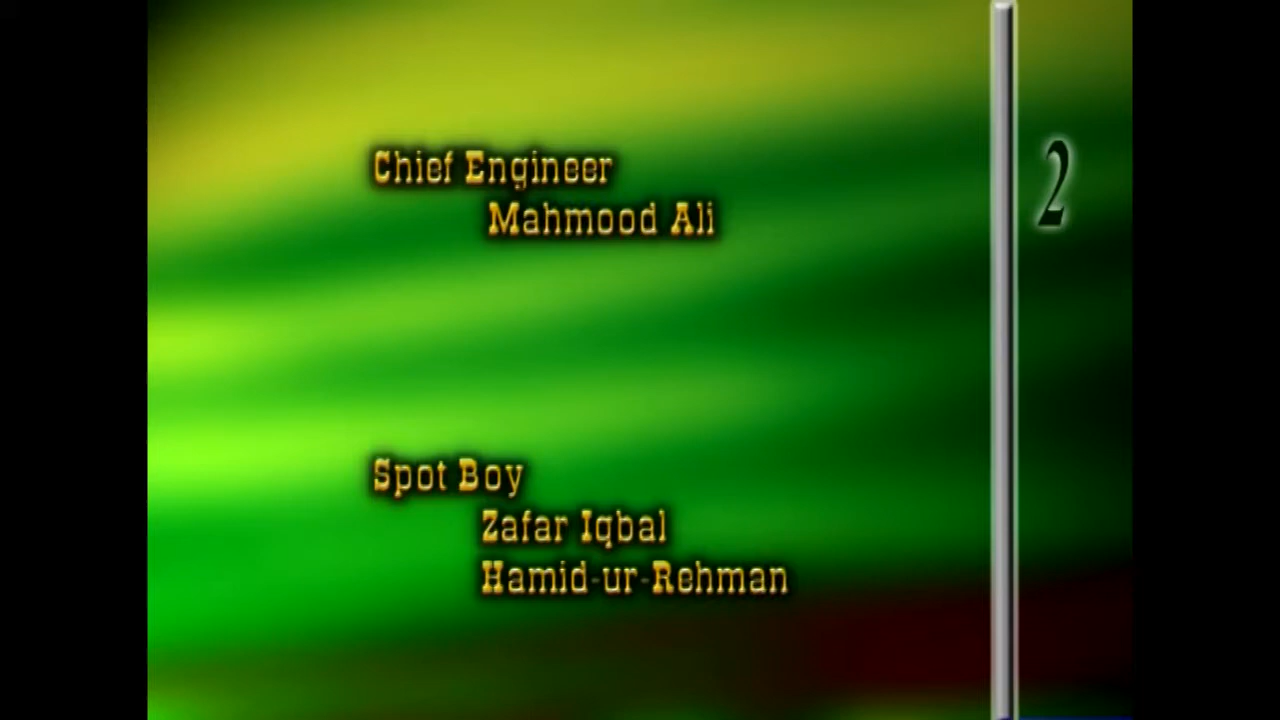 Chief Engineer
Mahmood Ali
2
Spot Boy
Zafar Iqbal
Hamid-ur-Rehman